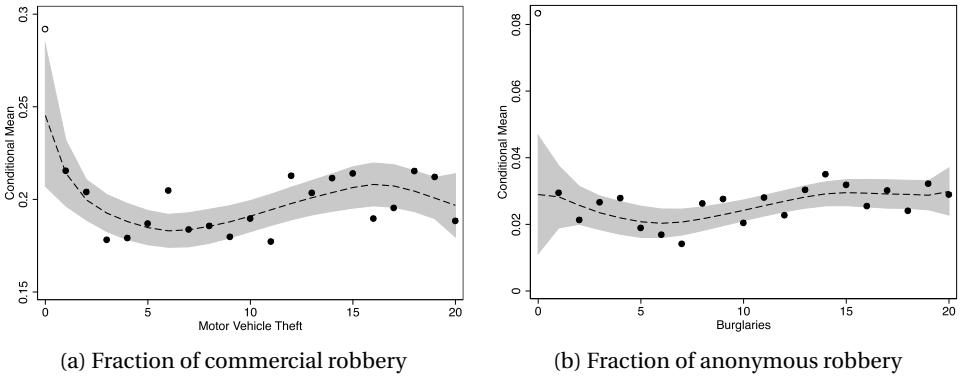 0.3
0.25
0.2
0.15
Conditional Mean
0 5 10 15 20
Motor Vehicle Theft
(a) Fraction of commercial robbery
0.08
0.06
0.04
0.02
0
Conditional Mean
0 5 10 15 20
Burglaries
(b) Fraction of anonymous robbery